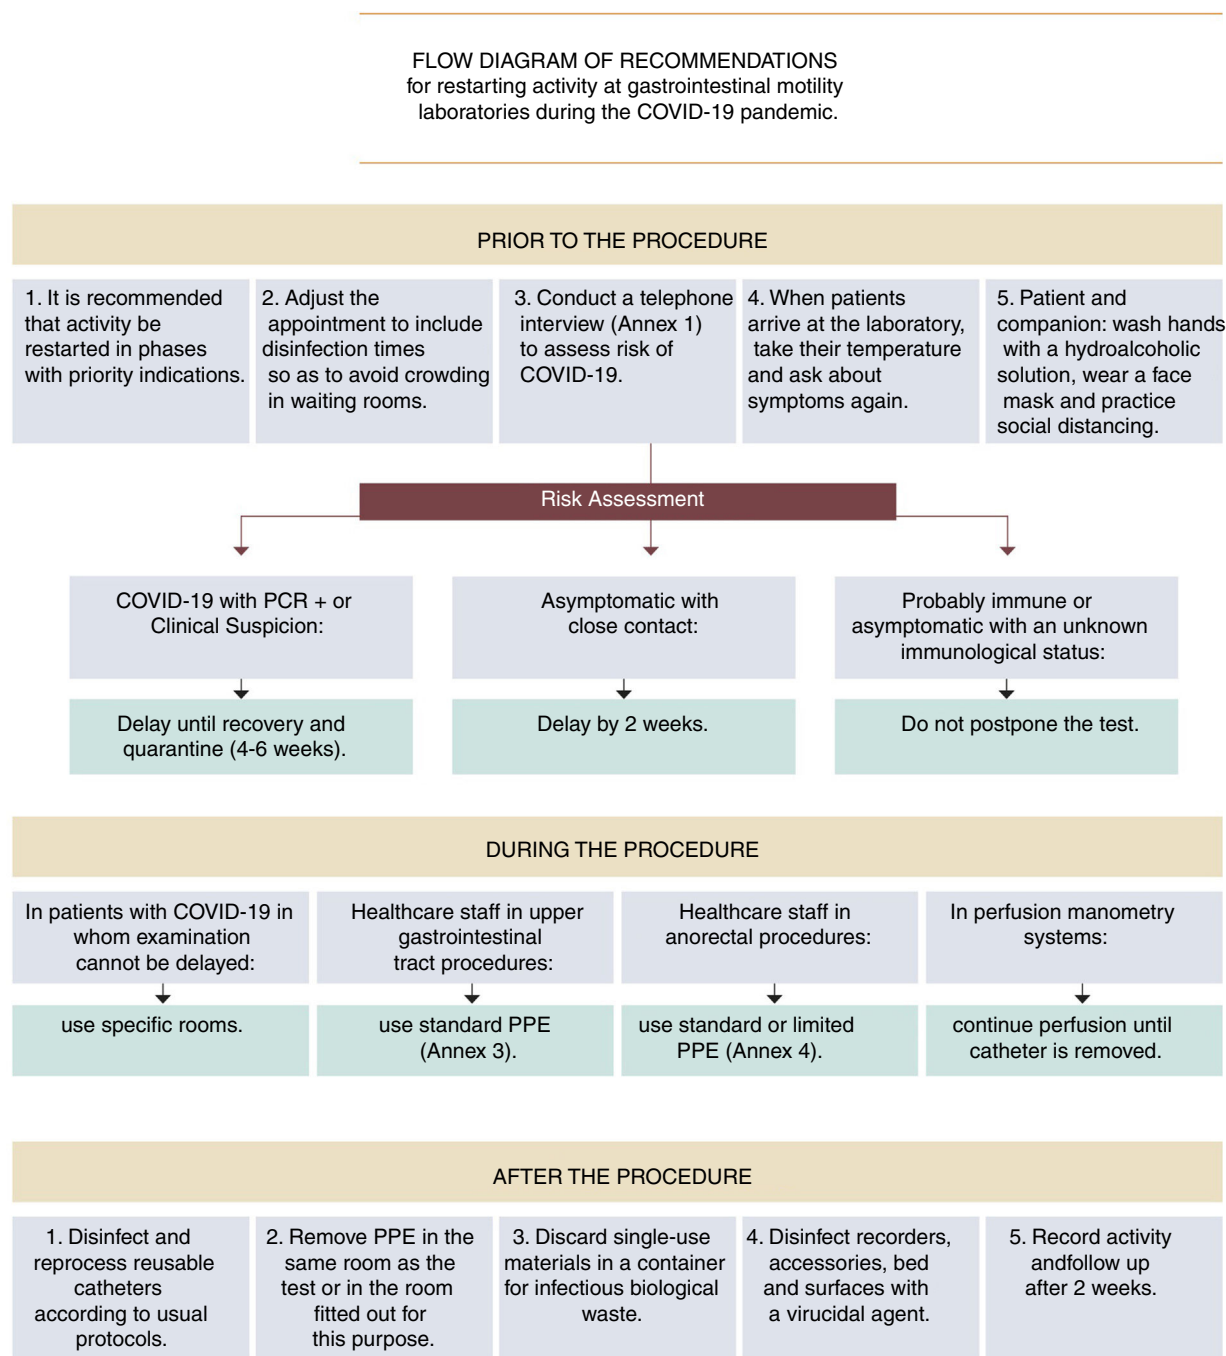 FLOW DIAGRAM OF RECOMMENDATIONS
for restarting activity at gastrointestinal motility
laboratories during the COVID-19 pandemic.
PRIOR TO THE PROCEDURE
1. It is recommended
that activity be
restarted in phases
with priority indications.
2. Adjust the
appointment to include
disinfection times
so as to avoid crowding
in waiting rooms.
3. Conduct a telephone
interview (Annex 1)
to assess risk of
COVID-19.
4. When patients
arrive at the laboratory,
take their temperature
and ask about
symptoms again.
5. Patient and
companion: wash hands
with a hydroalcoholic
solution, wear a face
mask and practice
social distancing.
Risk Assessment
COVID-19 with PCR + or
Clinical Suspicion:
Asymptomatic with
close contact:
Probably immune or
asymptomatic with an unknown
immunological status:
Delay until recovery and
quarantine (4-6 weeks).
Delay by 2 weeks.
Do not postpone the test.
DURING THE PROCEDURE
In patients with COVID-19 in
whom examination
cannot be delayed:
Healthcare staff in upper
gastrointestinal
tract procedures:
Healthcare staff in
anorectal procedures:
In perfusion manometry
systems:
use specific rooms.
use standard PPE
(Annex 3).
use standard or limited
PPE (Annex 4).
continue perfusion until
catheter is removed.
AFTER THE PROCEDURE
1. Disinfect and
reprocess reusable
catheters
according to usual
protocols.
2. Remove PPE in the
same room as the
test or in the room
fitted out for
this purpose.
3. Discard single-use
materials in a container
for infectious biological
waste.
4. Disinfect recorders,
accessories, bed
and surfaces with
a virucidal agent.
5. Record activity
andfollow up
after 2 weeks.